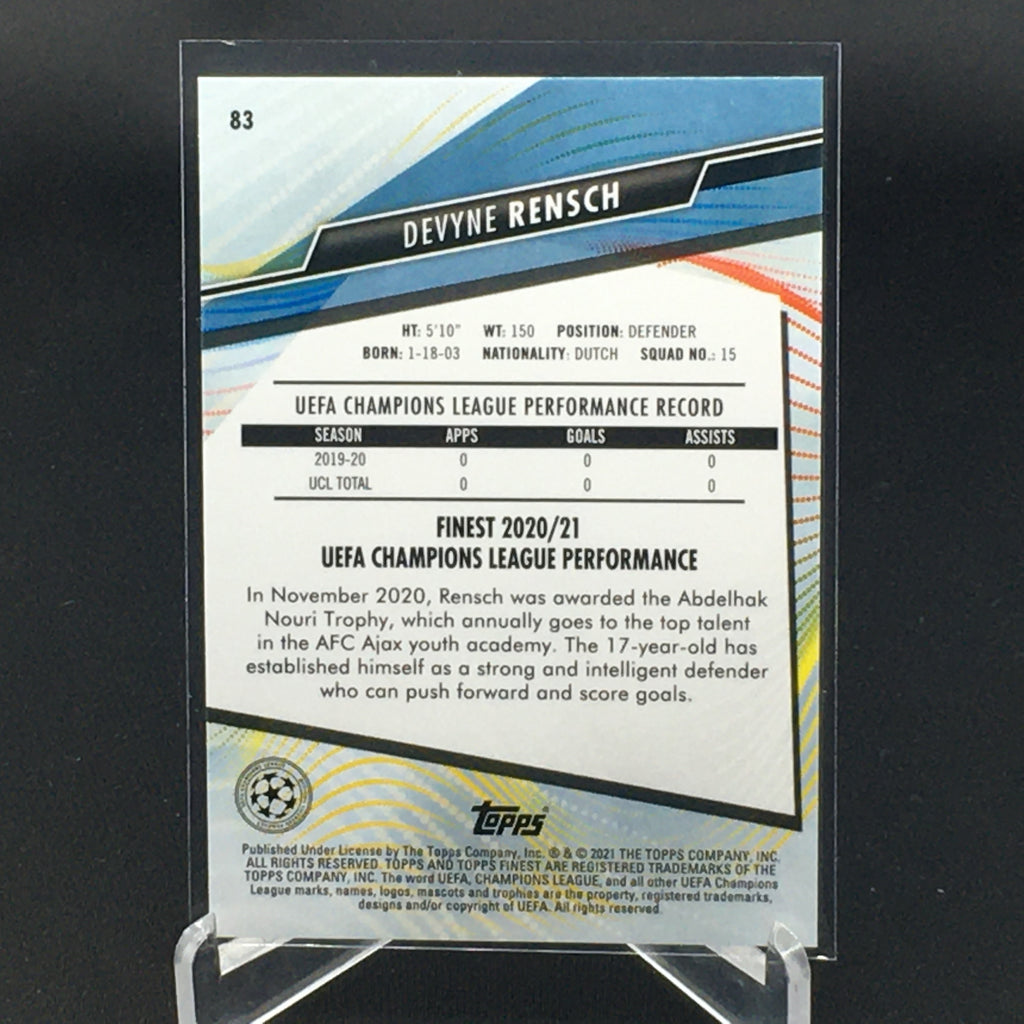 83
DEVYNE RENSCH
HT: 5'10" WT: 150 POSITION: DEFENDER
BORN: 1-18-03 NATIONALITY: DUTCH SQUAD NO.: 15
UEFA CHAMPIONS LEAGUE PERFORMANCE RECORD
SEASON APPS GOALS ASSISTS
2019-20 0 0 0
UCL TOTAL 0 0 0
FINEST 2020/21
UEFA CHAMPIONS LEAGUE PERFORMANCE
In November 2020, Rensch was awarded the Abdelhak
Nouri Trophy, which annually goes to the top talent
in the AFC Ajax youth academy. The 17-year-old has
established himself as a strong and intelligent defender
who can push forward and score goals.
topps
Published Under License by The Topps Company, Inc. ® & © 2021 THE TOPPS COMPANY, INC.
ALL RIGHTS RESERVED. TOPPS AND TOPPS FINEST ARE REGISTERED TRADEMARKS OF THE
TOPPS COMPANY, INC. The word UEFA, CHAMPIONS LEAGUE, and all other UEFA Champions
League marks, names, logos, mascots and trophies are the property, registered trademarks,
designs and/or copyright of UEFA. All rights reserved.